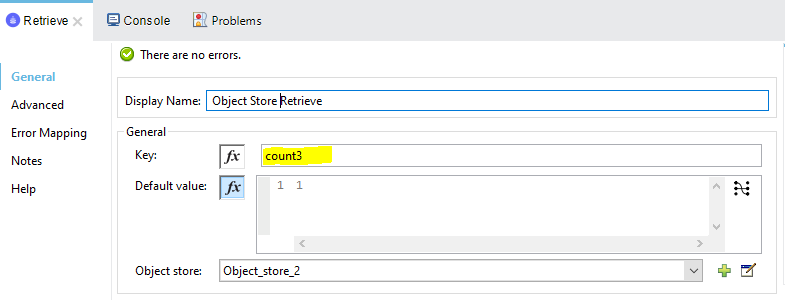 Retrieve Console Problems
There are no errors.
General
Display Name: Object Store Retrieve
Advanced
Error Mapping
General
Notes
Key: fx count3
Help
Default value: fx 1 1
Object store: Object_store_2